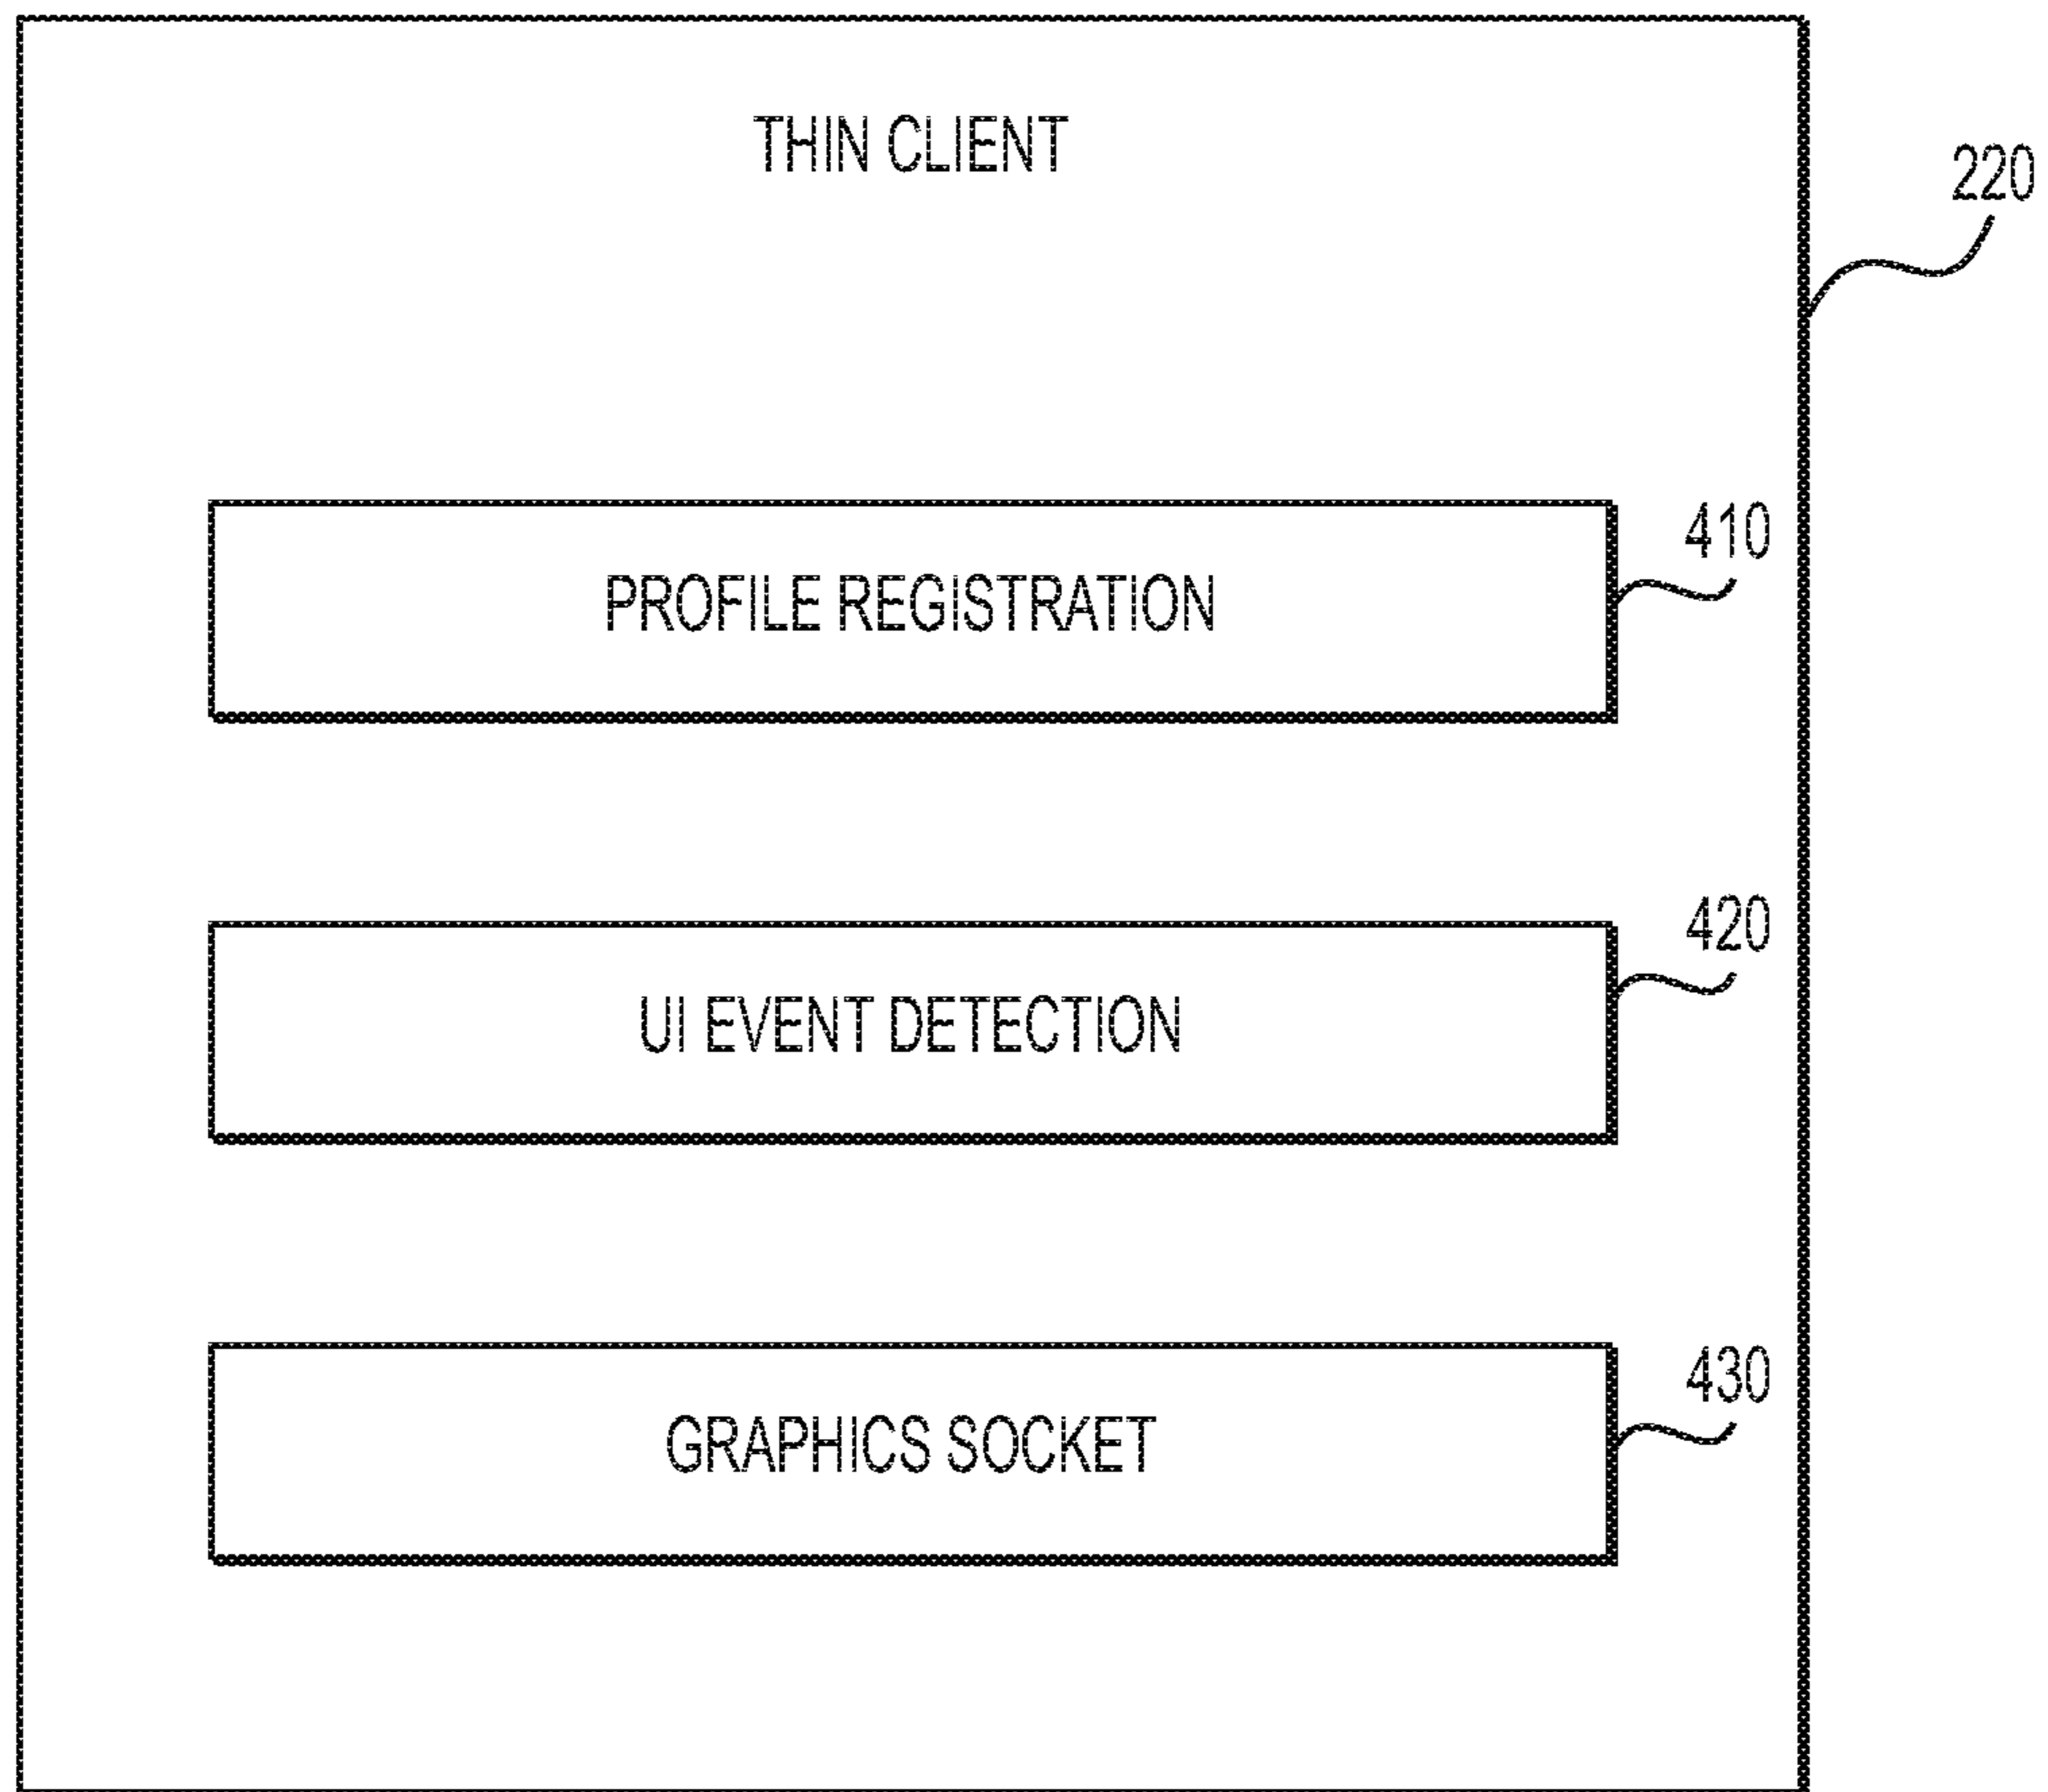 THIN CLIENT
220
PROFILE REGISTRATION
410
UI EVENT DETECTION
420
GRAPHICS SOCKET
430